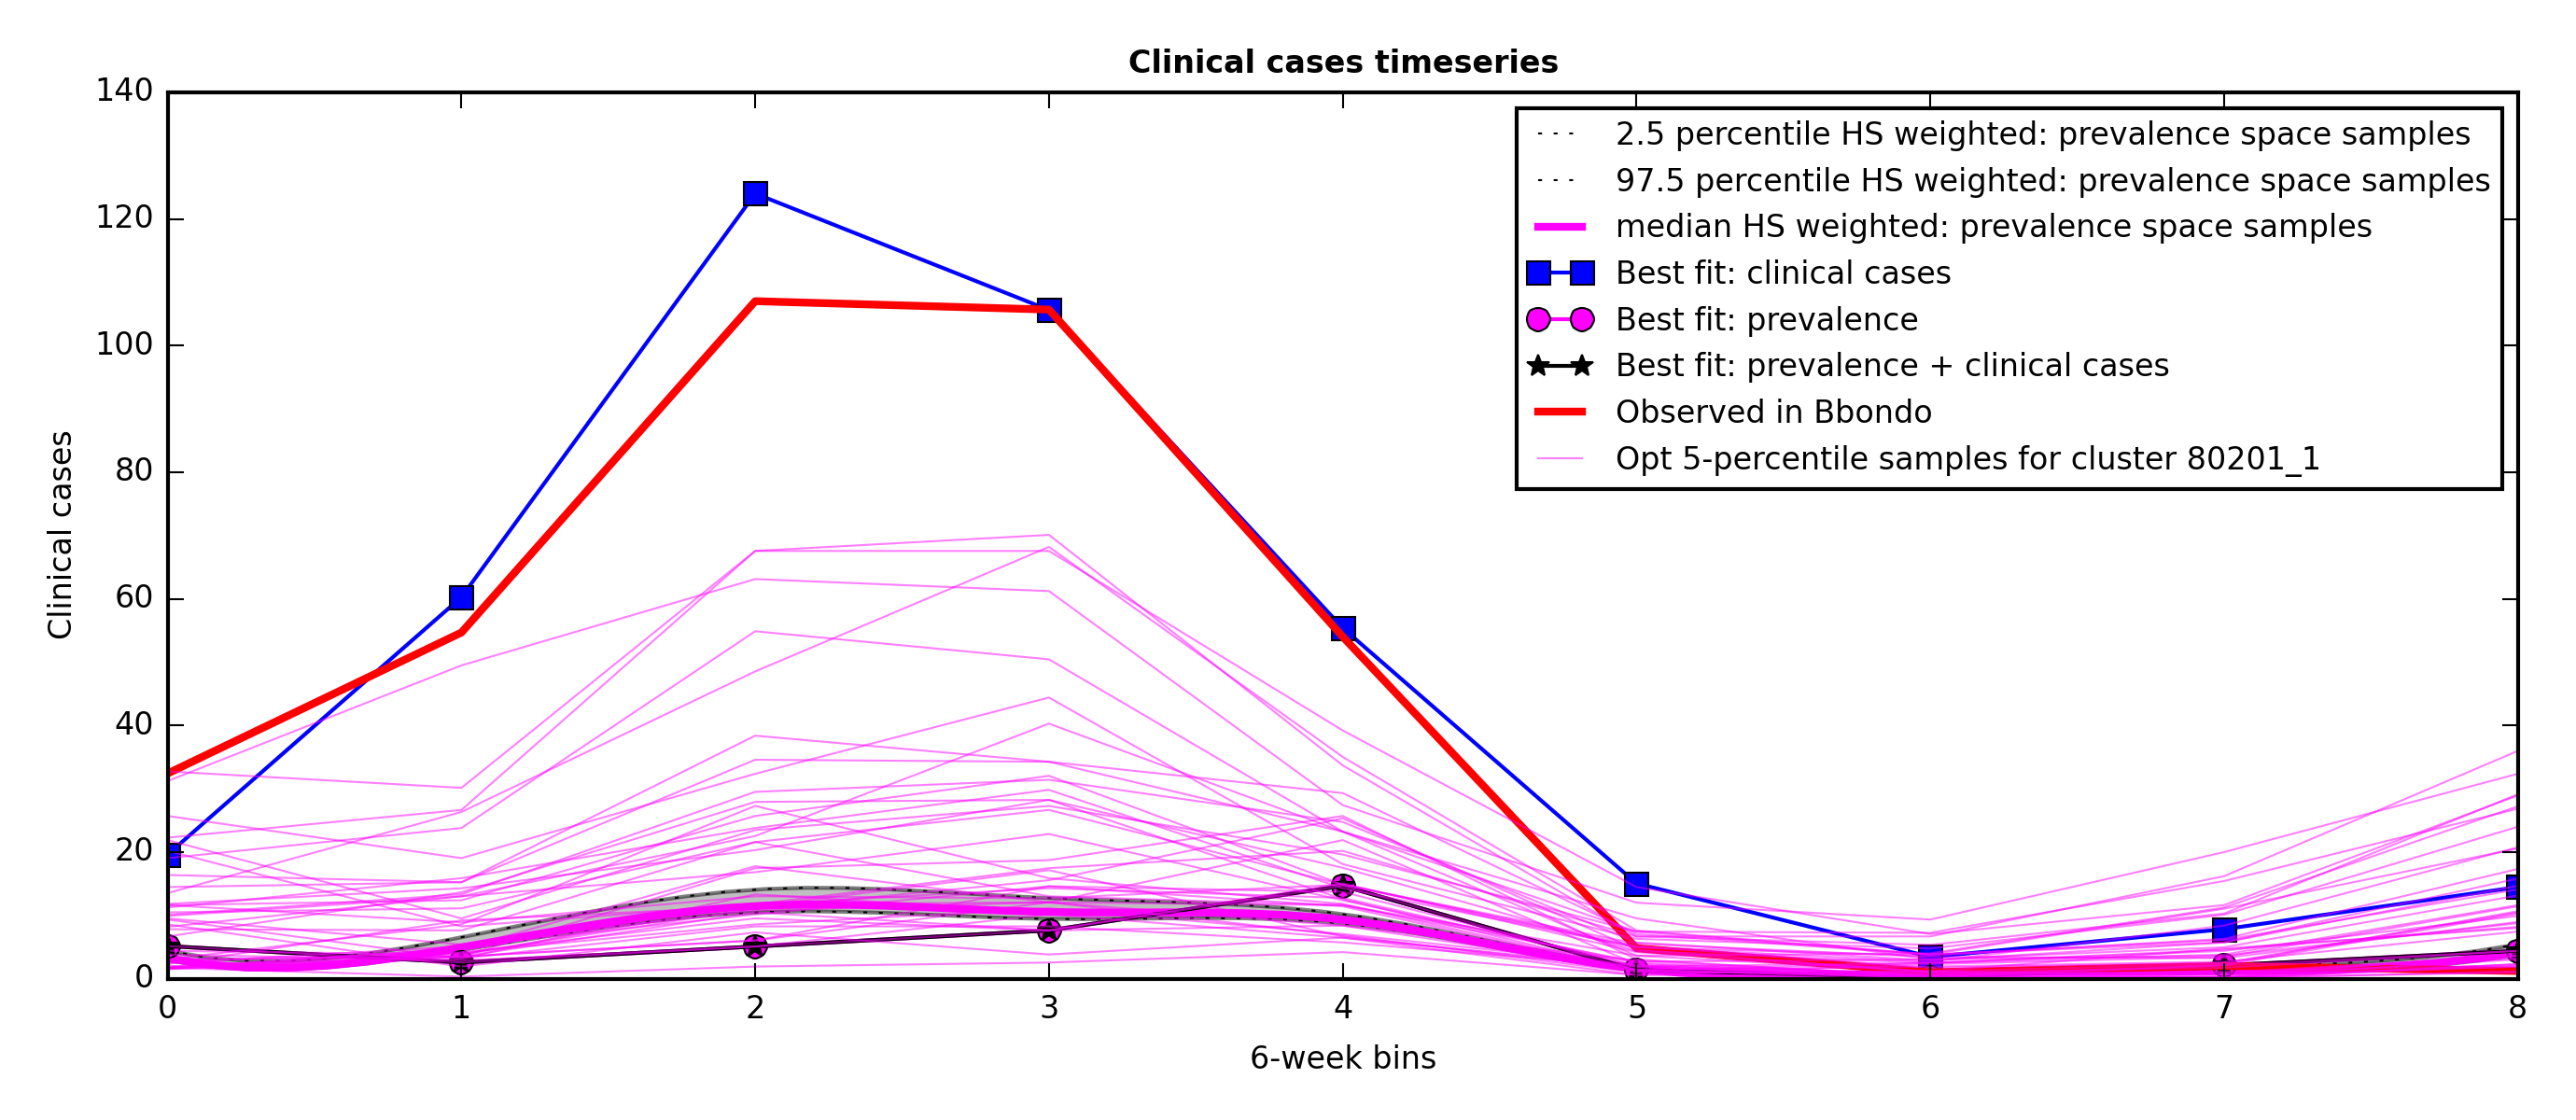 Clinical cases timeseries
140
120
100
80
60
40
20
0
Clinical cases
2.5 percentile HS weighted: prevalence space samples
97.5 percentile HS weighted: prevalence space samples
median HS weighted: prevalence space samples
Best fit: clinical cases
Best fit: prevalence
Best fit: prevalence + clinical cases
Observed in Bbondo
Opt 5-percentile samples for cluster 80201_1
0 1 2 3 4 5 6 7 8
6-week bins